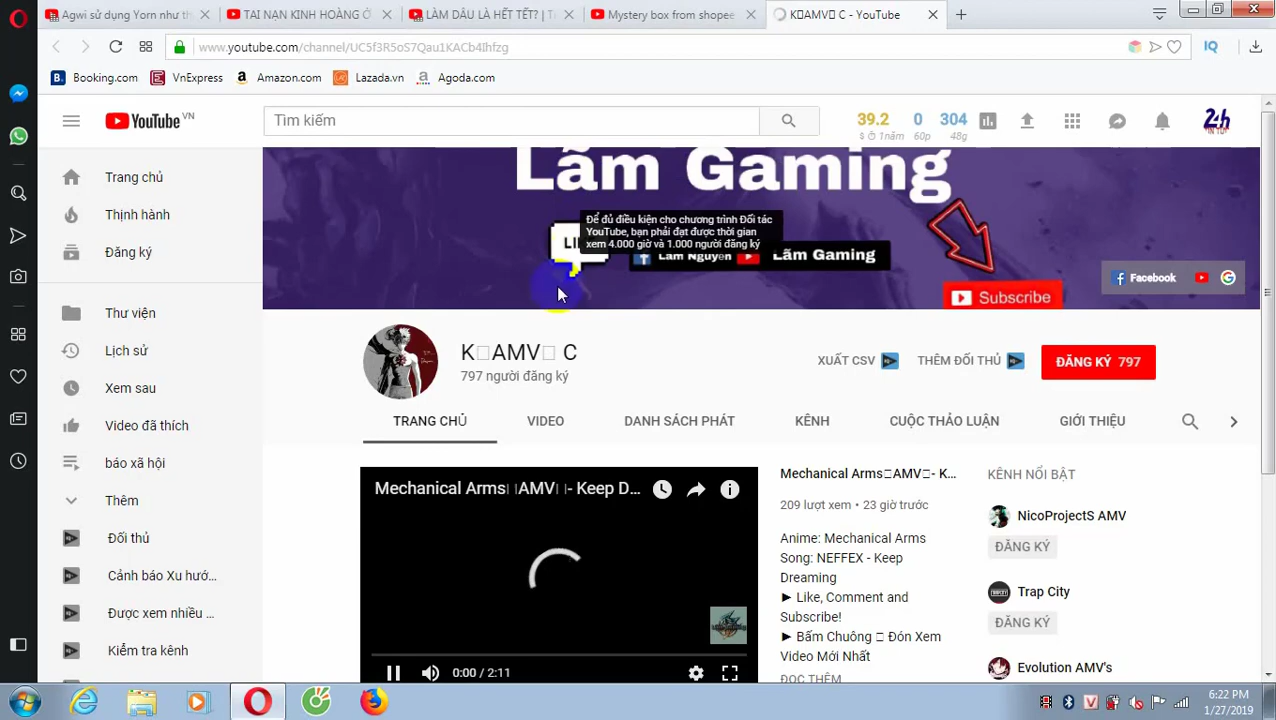 Agwi sử dụng Yorn như th
TAI NẠN KINH HOÀNG Ở
LÀM DÂU LÀ HẾT TẾT? | T
Mystery box from shopee
K▯AMV▯ C - YouTube
www.youtube.com/channel/UC5f3R5oS7Qau1KACb4Ihfzg
IQ
Booking.com
VnExpress
Amazon.com
Lazada.vn
Agoda.com
YouTube VN
Tìm kiếm
39.2
1năm
0
60p
304
48g
24h
TIN TỨC
Trang chủ
Thịnh hành
Đăng ký
Thư viện
Lịch sử
Xem sau
Video đã thích
báo xã hội
Thêm
Đối thủ
Cảnh báo Xu hướ...
Được xem nhiều ...
Kiểm tra kênh
Lãm Gaming
Để đủ điều kiện cho chương trình Đối tác
YouTube, bạn phải đạt được thời gian
xem 4.000 giờ và 1.000 người đăng ký
LI
Lãm Nguyễn
Lãm Gaming
Subscribe
Facebook
K▯AMV▯ C
797 người đăng ký
XUẤT CSV
THÊM ĐỐI THỦ
ĐĂNG KÝ 797
TRANG CHỦ
VIDEO
DANH SÁCH PHÁT
KÊNH
CUỘC THẢO LUẬN
GIỚI THIỆU
Mechanical Arms▯▯AMV▯- Keep D...
0:00 / 2:11
Mechanical Arms▯AMV▯- K...
209 lượt xem • 23 giờ trước
Anime: Mechanical Arms
Song: NEFFEX - Keep
Dreaming
► Like, Comment and
Subscribe!
► Bấm Chuông ▯ Đón Xem
Video Mới Nhất
ĐỌC THÊM
KÊNH NỔI BẬT
NicoProjectS AMV
ĐĂNG KÝ
Trap City
ĐĂNG KÝ
Evolution AMV's
6:22 PM
1/27/2019